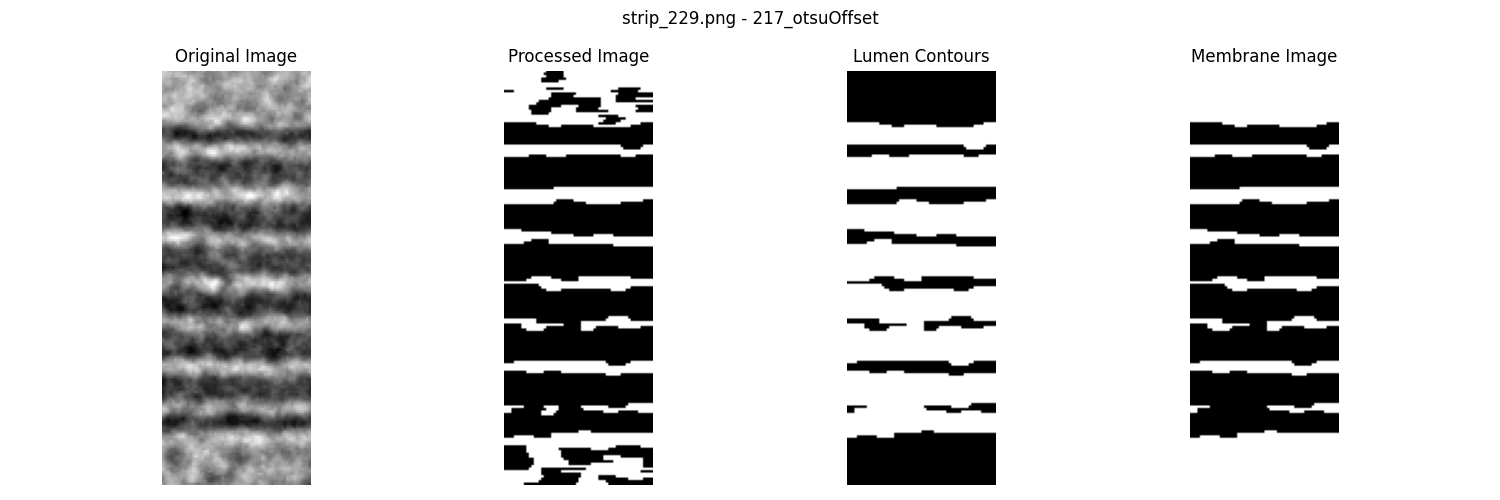 strip_229.png - 217_otsuOffset
Original Image
Processed Image
Lumen Contours
Membrane Image